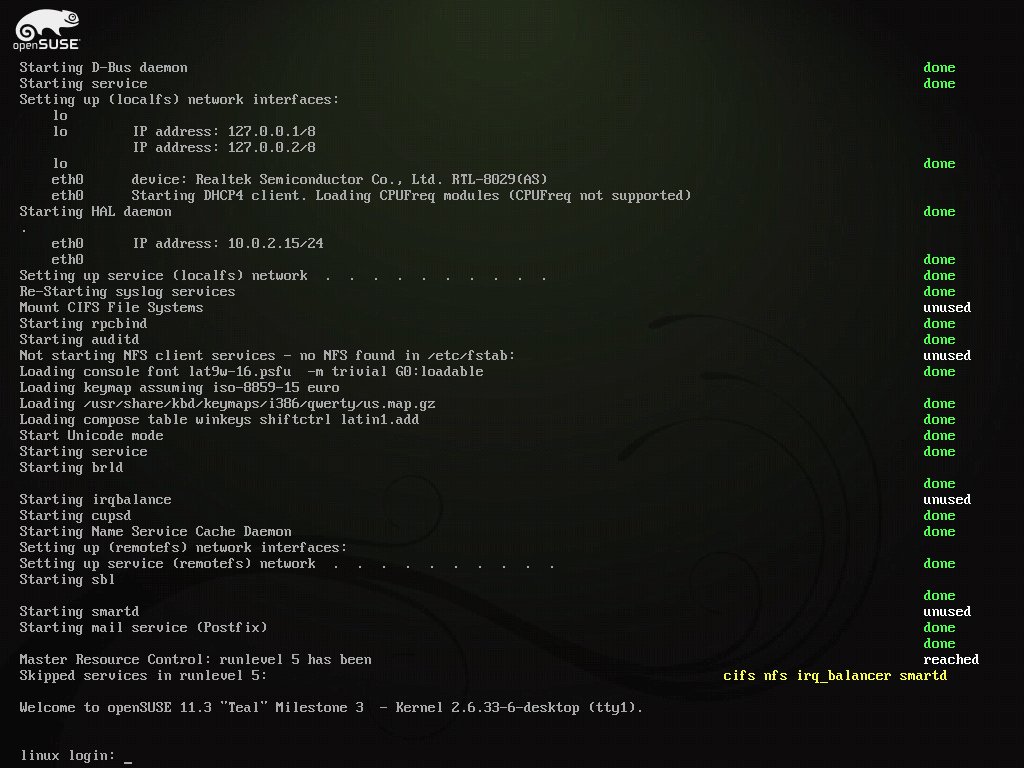 openSUSE
Starting D-Bus daemon done
Starting service done
Setting up (localfs) network interfaces:
lo
lo IP address: 127.0.0.1/8
IP address: 127.0.0.2/8
lo done
eth0 device: Realtek Semiconductor Co., Ltd. RTL-8029(AS)
eth0 Starting DHCP4 client. Loading CPUFreq modules (CPUFreq not supported)
Starting HAL daemon done
.
eth0 IP address: 10.0.2.15/24
eth0 done
Setting up service (localfs) network . . . . . . . . . . done
Re-Starting syslog services done
Mount CIFS File Systems unused
Starting rpcbind done
Starting auditd done
Not starting NFS client services - no NFS found in /etc/fstab: unused
Loading console font lat9w-16.psfu -m trivial G0:loadable done
Loading keymap assuming iso-8859-15 euro
Loading /usr/share/kbd/keymaps/i386/qwerty/us.map.gz done
Loading compose table winkeys shiftctrl latin1.add done
Start Unicode mode done
Starting service done
Starting brld
done
Starting irqbalance unused
Starting cupsd done
Starting Name Service Cache Daemon done
Setting up (remotefs) network interfaces:
Setting up service (remotefs) network . . . . . . . . . . done
Starting sbl
done
Starting smartd unused
Starting mail service (Postfix) done
done
Master Resource Control: runlevel 5 has been reached
Skipped services in runlevel 5: cifs nfs irq_balancer smartd
Welcome to openSUSE 11.3 "Teal" Milestone 3 - Kernel 2.6.33-6-desktop (tty1).
linux login: _